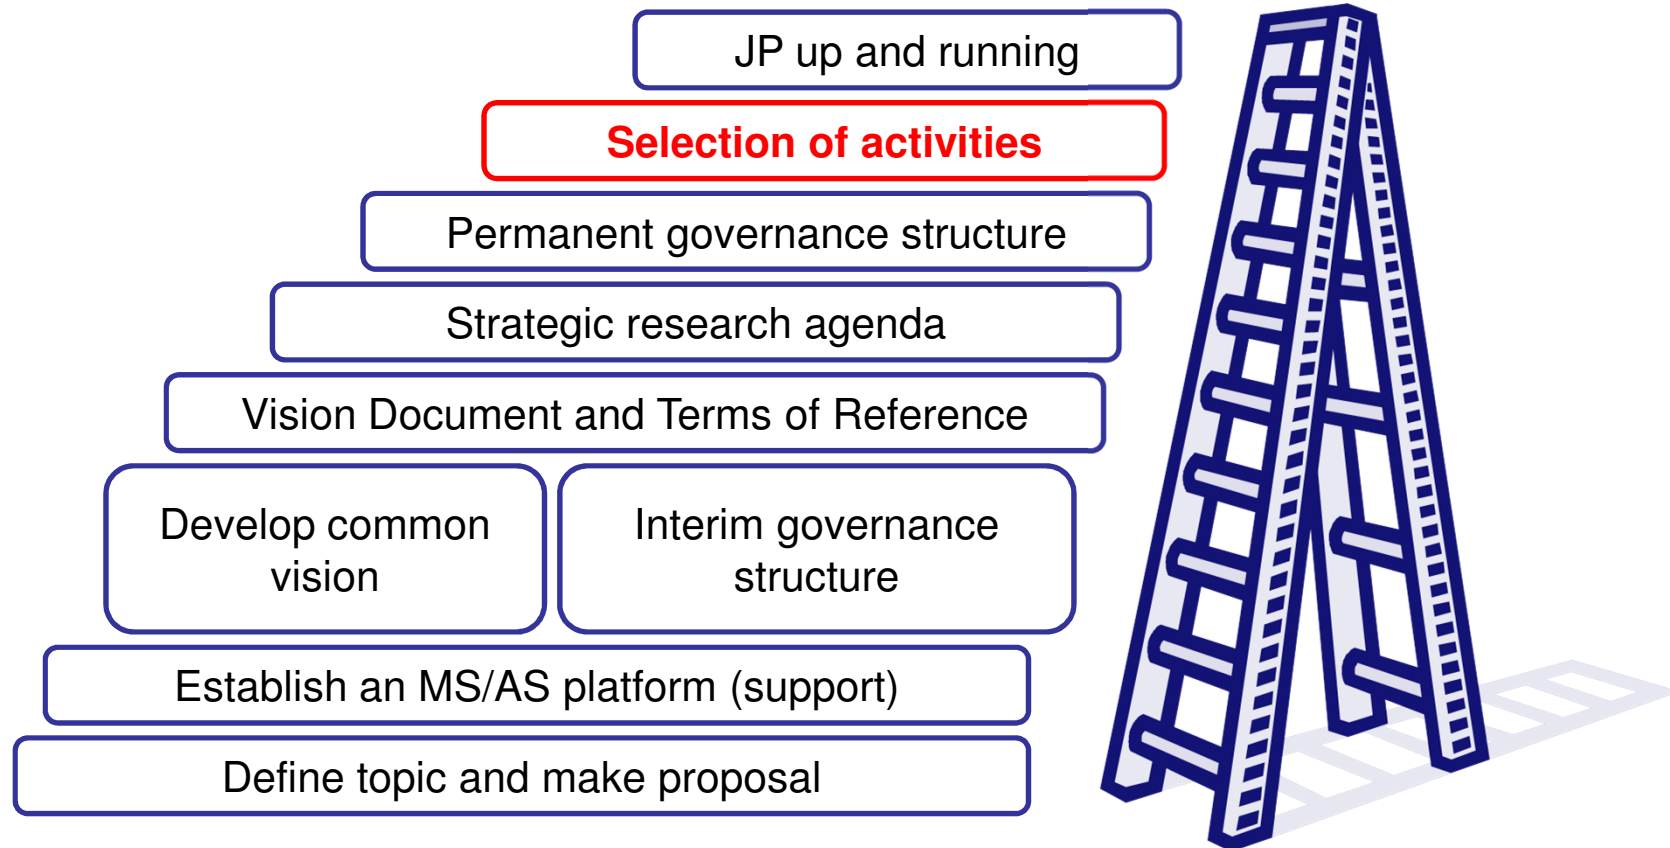 JP up and running
Selection of activities
Permanent governance structure
Strategic research agenda
Vision Document and Terms of Reference
Develop common
vision
Interim governance
structure
Establish an MS/AS platform (support)
Define topic and make proposal